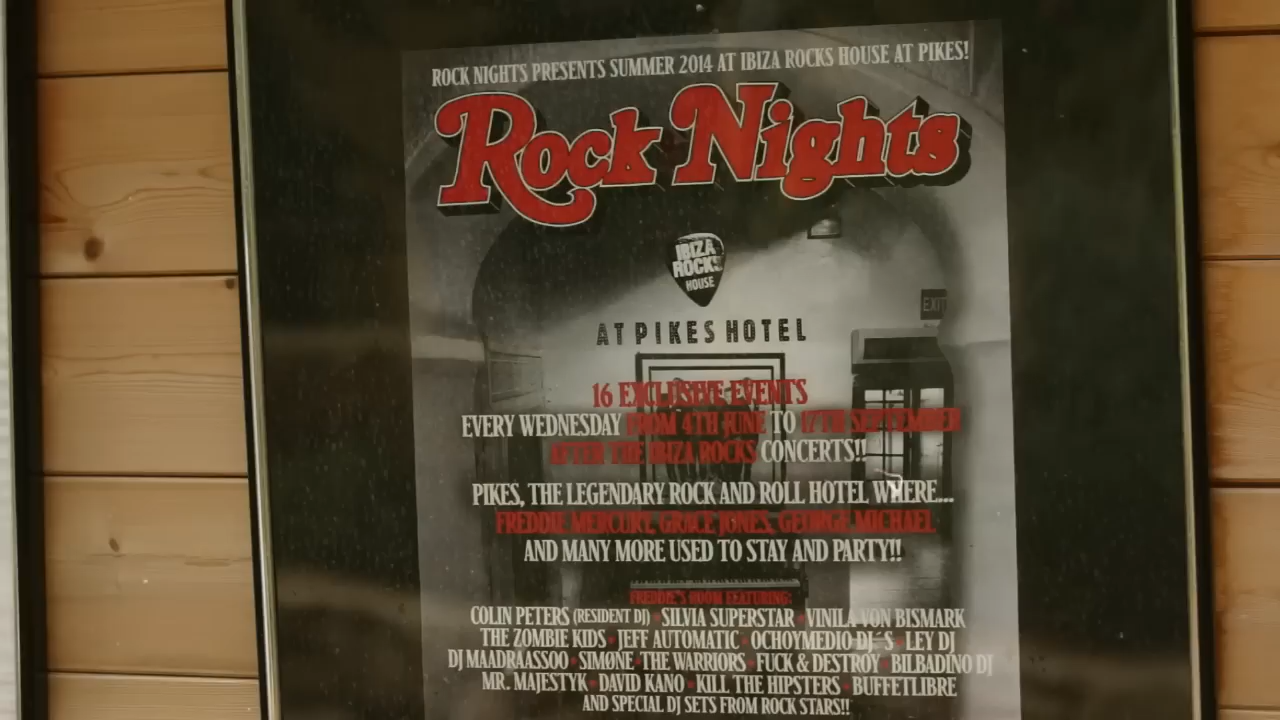 ROCK NIGHTS PRESENTS SUMMER 2014 AT IBIZA ROCKS HOUSE AT PIKES!
Rock Nights
IBIZA
ROCKS
HOUSE
AT PIKES HOTEL
EXIT
16 EXCLUSIVE EVENTS
EVERY WEDNESDAY FROM 4TH JUNE TO 17TH SEPTEMBER
AFTER THE IBIZA ROCKS CONCERTS!!
PIKES, THE LEGENDARY ROCK AND ROLL HOTEL WHERE...
FREDDIE MERCURY, GRACE JONES, GEORGE MICHAEL
AND MANY MORE USED TO STAY AND PARTY!!
FREDDIE'S ROOM FEATURING:
COLIN PETERS (RESIDENT DJ) • SILVIA SUPERSTAR • VINILA VON BISMARK
THE ZOMBIE KIDS • JEFF AUTOMATIC • OCHOYMEDIO DJ´S • LEY DJ
DJ MAADRAASSOO • SIMØNE • THE WARRIORS • FUCK & DESTROY • BILBADINO DJ
MR. MAJESTYK • DAVID KANO • KILL THE HIPSTERS • BUFFETLIBRE
AND SPECIAL DJ SETS FROM ROCK STARS!!